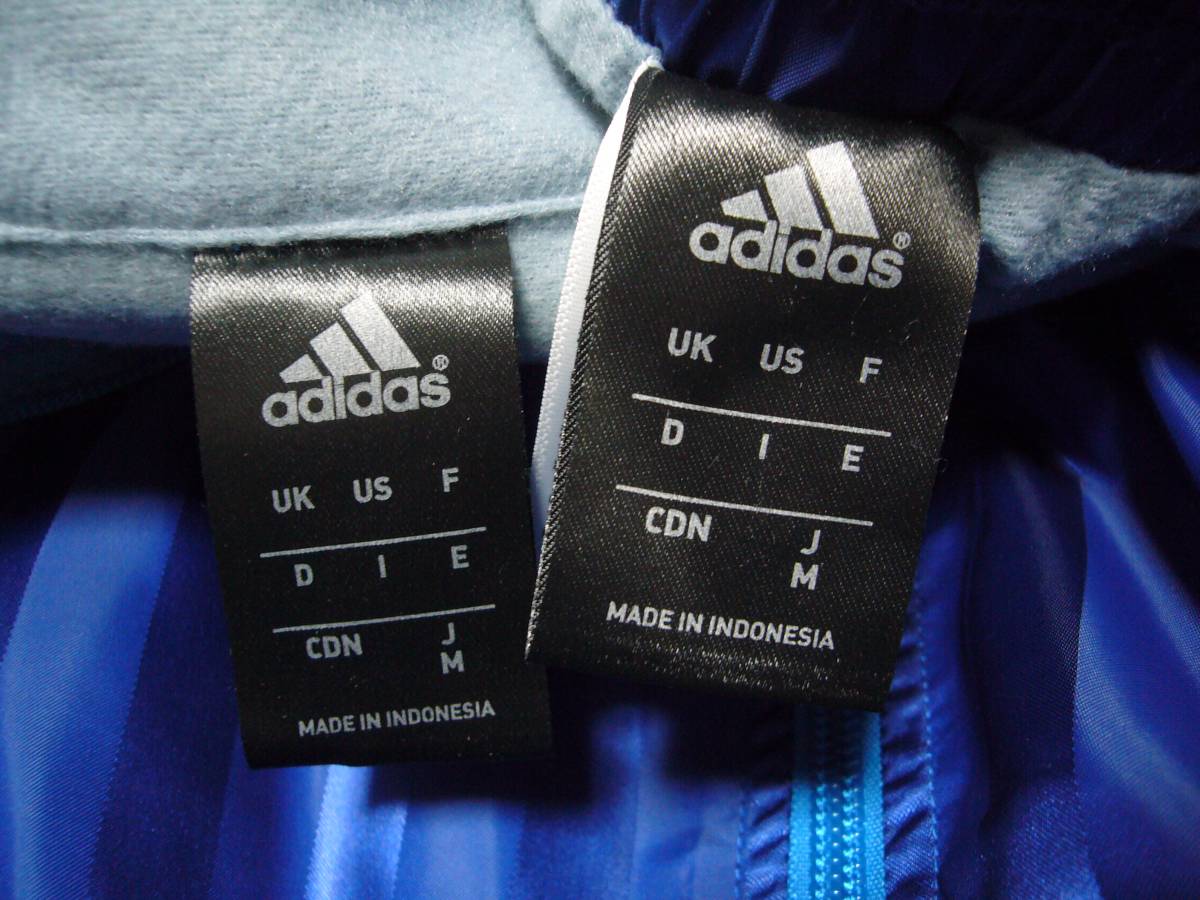 adidas®
UK US F
D I E
CDN J
M
MADE IN INDONESIA
adidas®
UK US F
D I E
CDN J
M
MADE IN INDONESIA